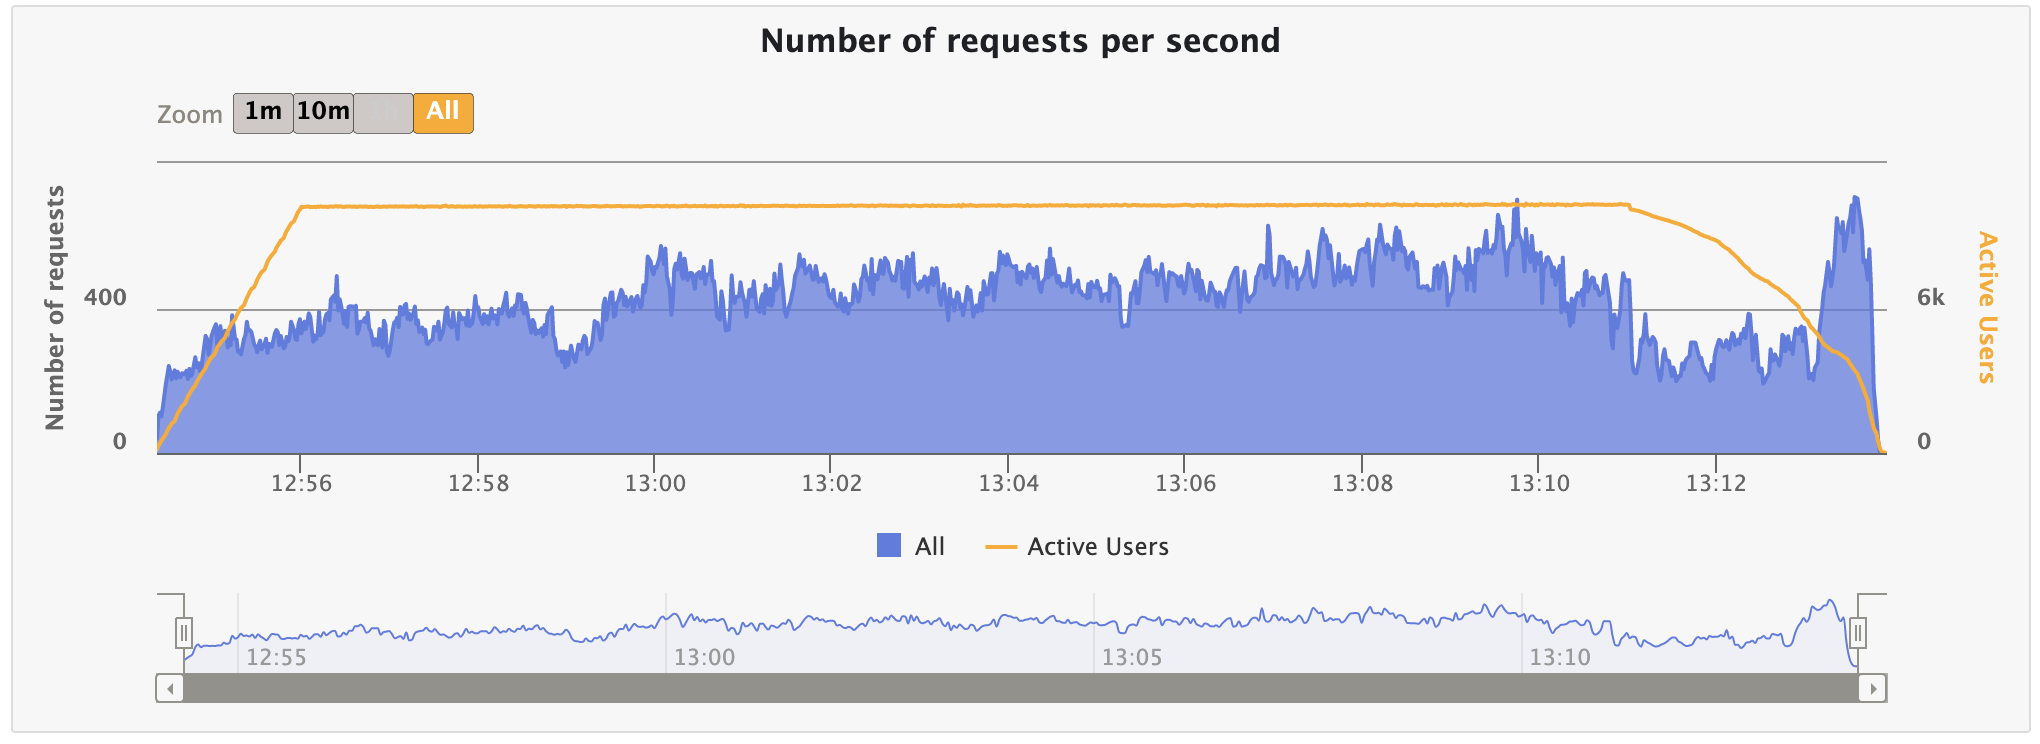 Number of requests per second
Zoom 1m 10m All
Number of requests
400
0
6k
0
Active Users
12:56 12:58 13:00 13:02 13:04 13:06 13:08 13:10 13:12
All Active Users
12:55 13:00 13:05 13:10